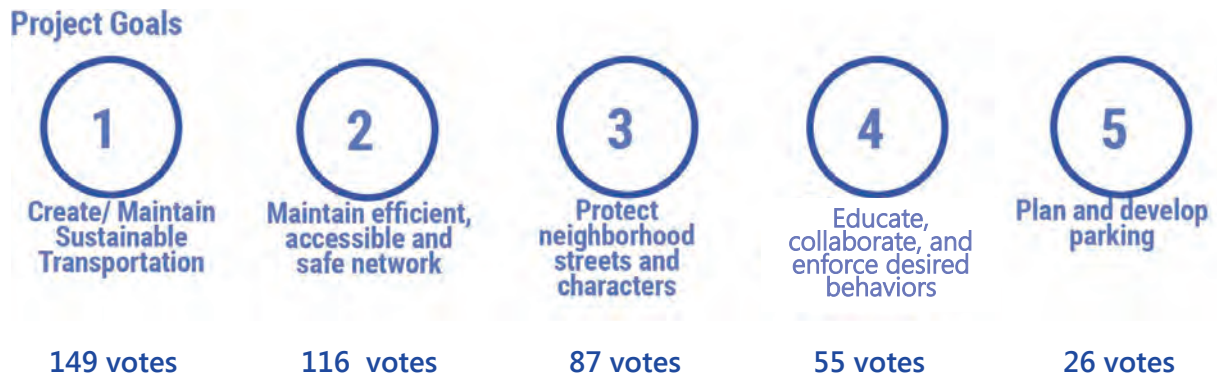 Project Goals
1
Create/ Maintain
Sustainable
Transportation
149 votes
2
Maintain efficient,
accessible and
safe network
116 votes
3
Protect
neighborhood
streets and
characters
87 votes
4
Educate,
collaborate, and
enforce desired
behaviors
55 votes
5
Plan and develop
parking
26 votes